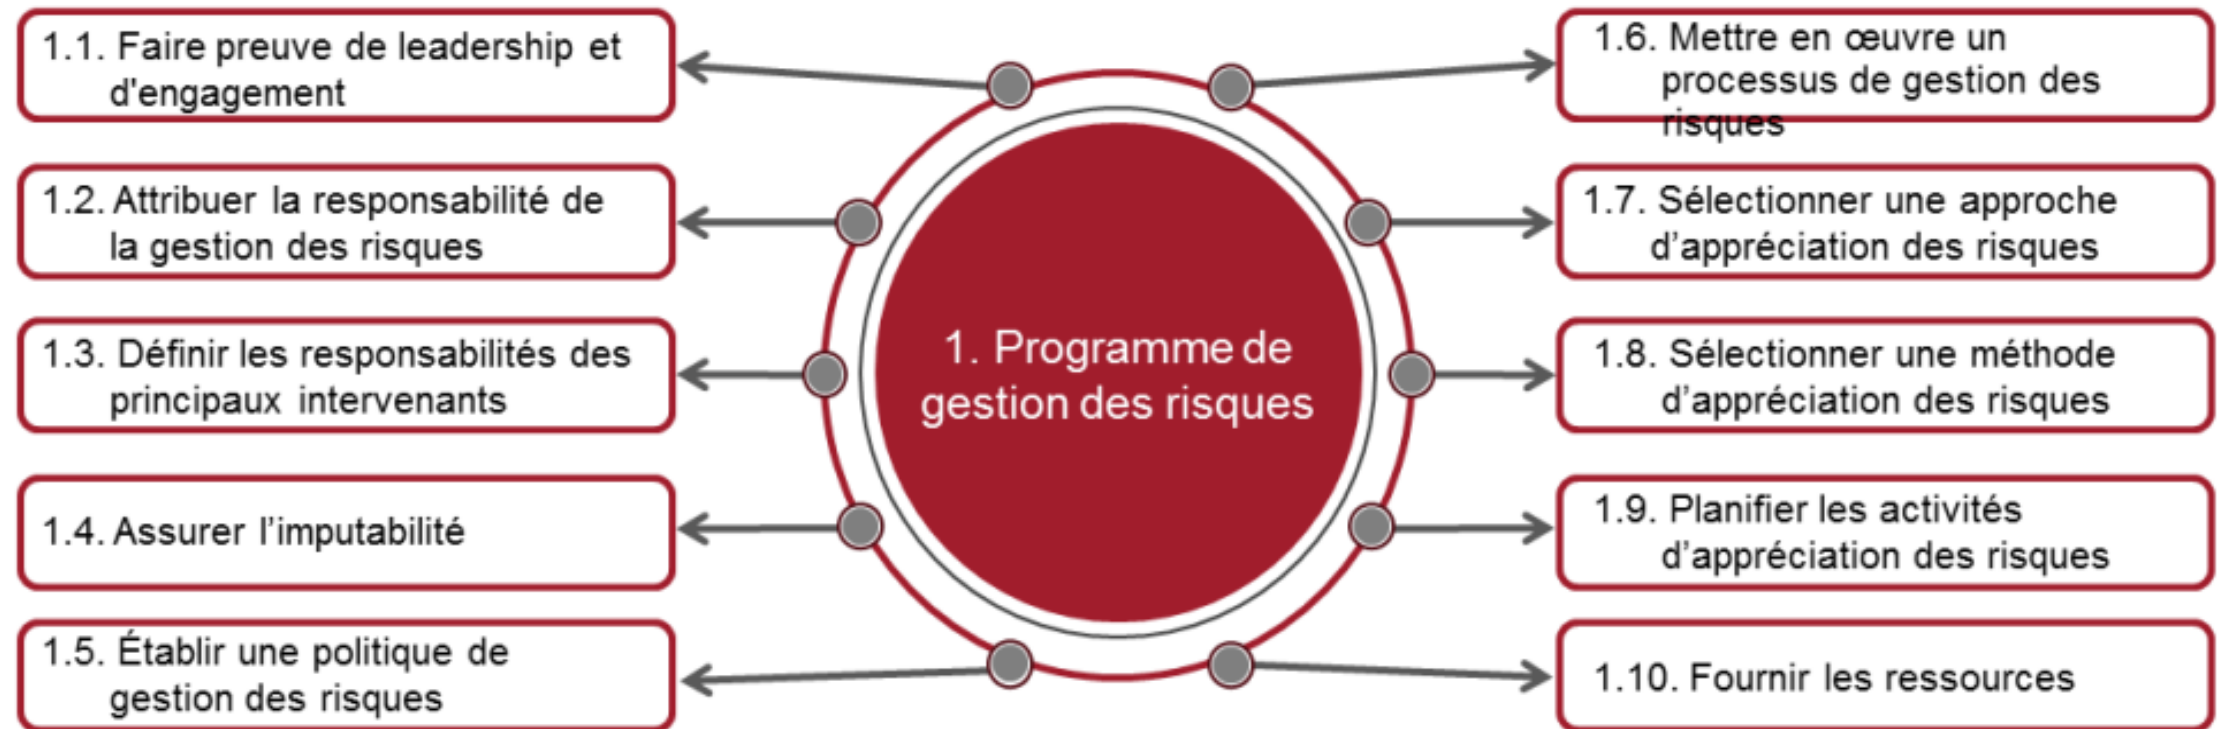 1.1. Faire preuve de leadership et
d'engagement
1.2. Attribuer la responsabilité de
la gestion des risques
1.3. Définir les responsabilités des
principaux intervenants
1.4. Assurer l’imputabilité
1.5. Établir une politique de
gestion des risques
1. Programme de
gestion des risques
1.6. Mettre en œuvre un
processus de gestion des
risques
1.7. Sélectionner une approche
d’appréciation des risques
1.8. Sélectionner une méthode
d’appréciation des risques
1.9. Planifier les activités
d’appréciation des risques
1.10. Fournir les ressources